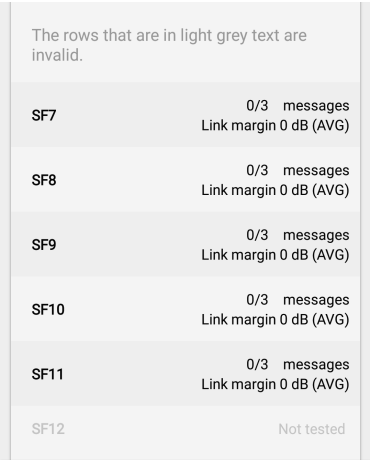 The rows that are in light grey text are
invalid.
SF7
0/3 messages
Link margin 0 dB (AVG)
SF8
0/3 messages
Link margin 0 dB (AVG)
SF9
0/3 messages
Link margin 0 dB (AVG)
SF10
0/3 messages
Link margin 0 dB (AVG)
SF11
0/3 messages
Link margin 0 dB (AVG)
SF12 Not tested